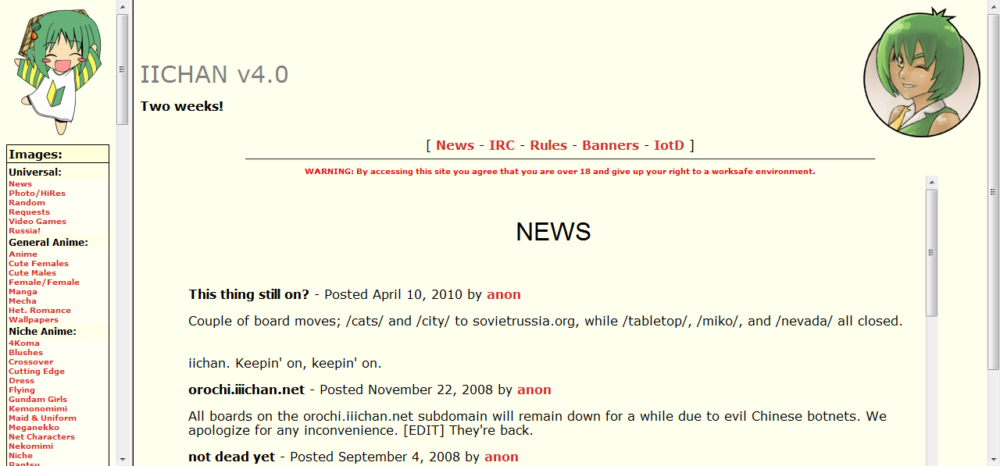 Images:
Universal:
News
Photo/HiRes
Random
Requests
Video Games
Russia!
General Anime:
Anime
Cute Females
Cute Males
Female/Female
Manga
Mecha
Het. Romance
Wallpapers
Niche Anime:
4Koma
Blushes
Crossover
Cutting Edge
Dress
Flying
Gundam Girls
Kemonomimi
Maid & Uniform
Meganekko
Net Characters
Nekomimi
Niche
Pantsu
IICHAN v4.0
Two weeks!
[ News - IRC - Rules - Banners - IotD ]
WARNING: By accessing this site you agree that you are over 18 and give up your right to a worksafe environment.
NEWS
This thing still on? - Posted April 10, 2010 by anon
Couple of board moves; /cats/ and /city/ to sovietrussia.org, while /tabletop/, /miko/, and /nevada/ all closed.
iichan. Keepin' on, keepin' on.
orochi.iiichan.net - Posted November 22, 2008 by anon
All boards on the orochi.iiichan.net subdomain will remain down for a while due to evil Chinese botnets. We
apologize for any inconvenience. [EDIT] They're back.
not dead yet - Posted September 4, 2008 by anon